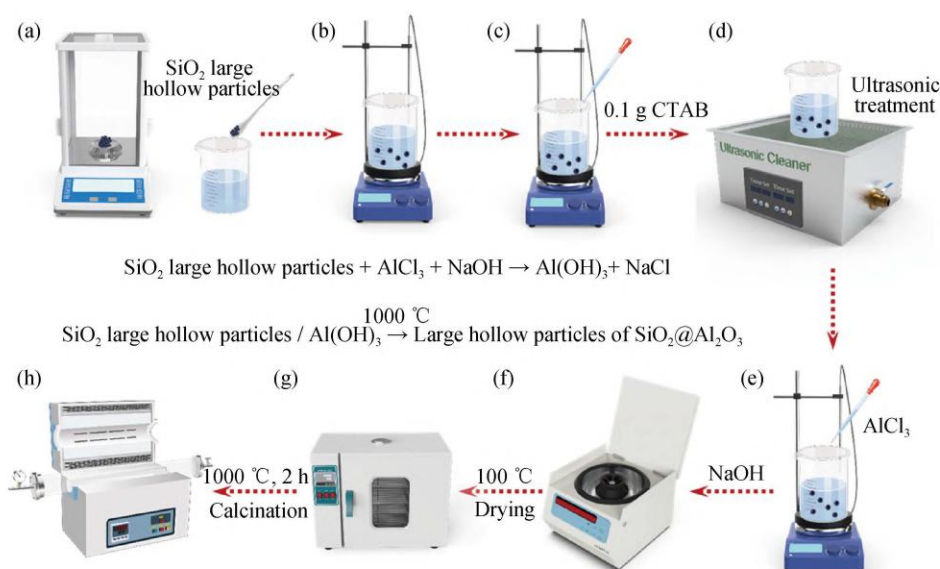 (a)
(b)
(c)
(d)
SiO₂ large
hollow particles
0.1 g CTAB
Ultrasonic
treatment
Ultrasonic Cleaner
SiO₂ large hollow particles + AlCl₃ + NaOH → Al(OH)₃+ NaCl
1000 ℃
SiO₂ large hollow particles / Al(OH)₃ → Large hollow particles of SiO₂@Al₂O₃
(h)
(g)
(f)
(e)
AlCl₃
1000 ℃, 2 h
Calcination
100 ℃
Drying
NaOH